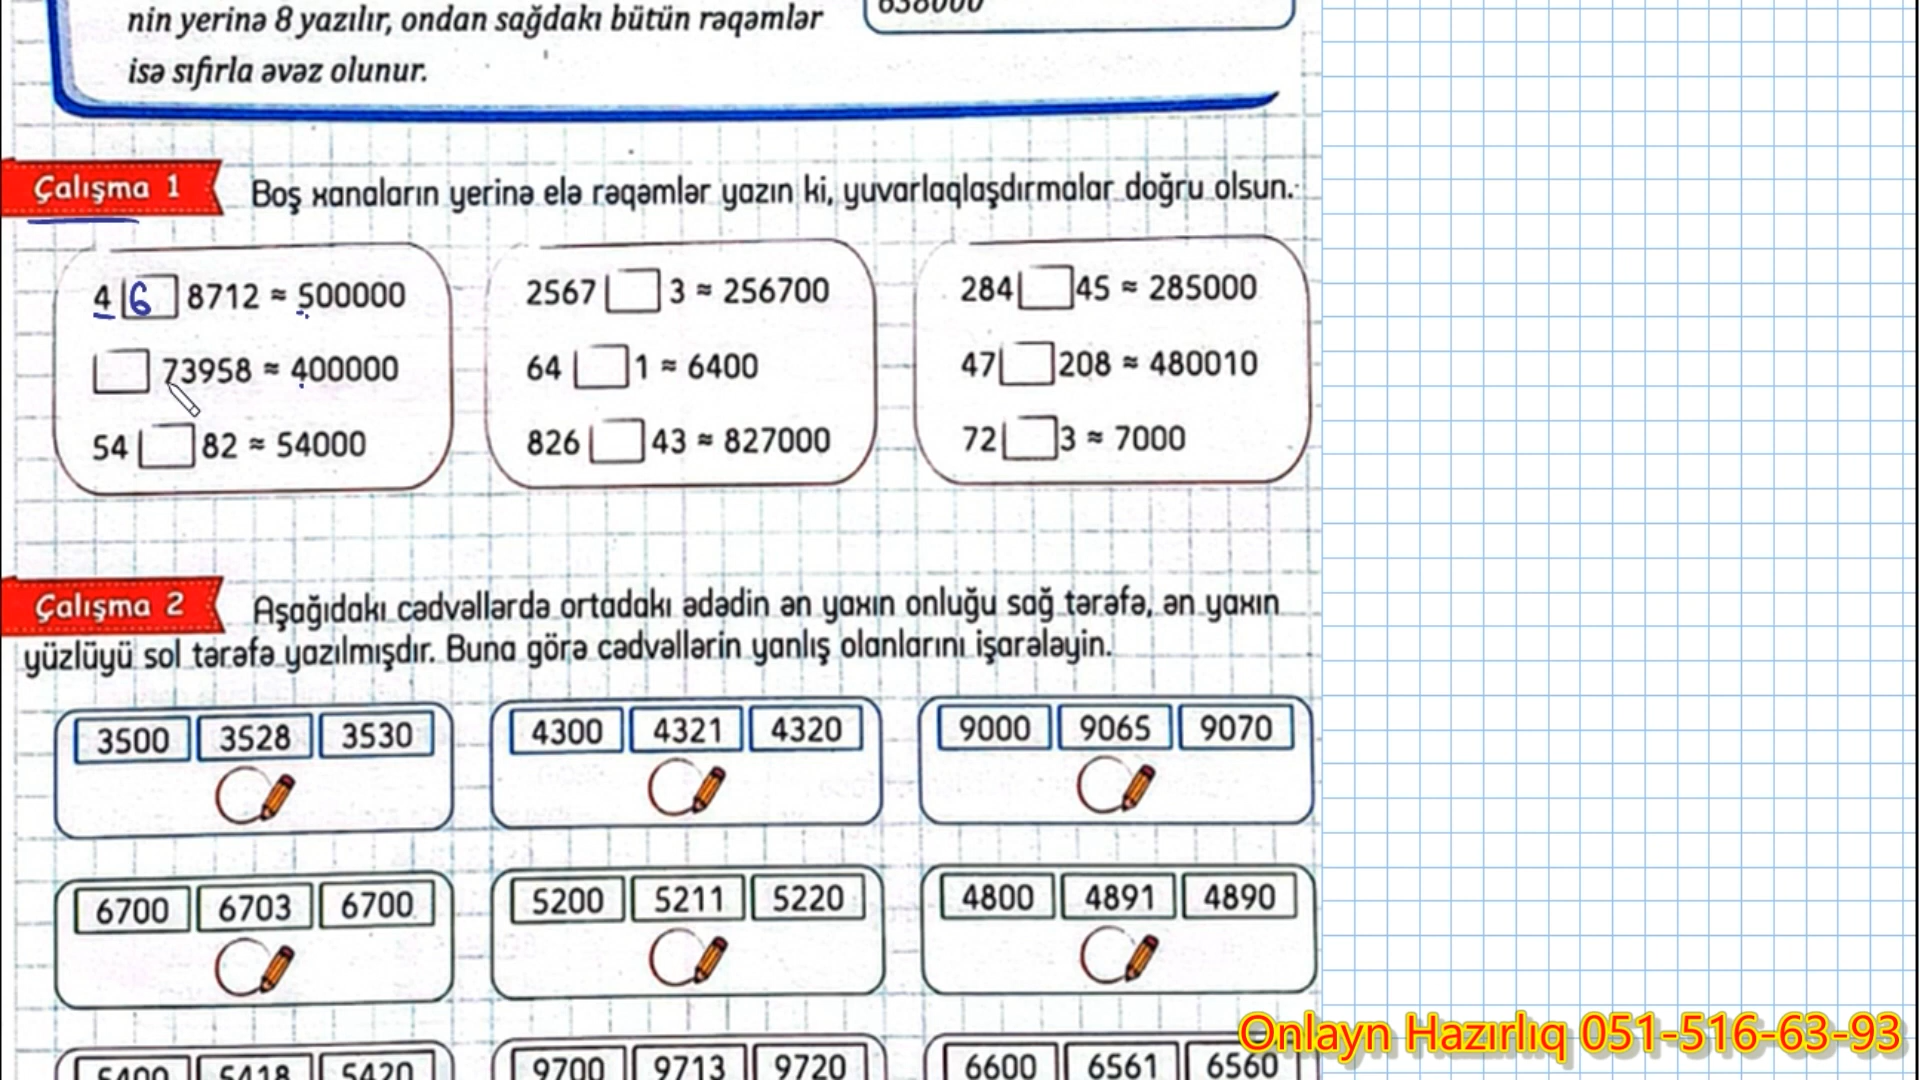 nin yerinə 8 yazılır, ondan sağdakı bütün rəqəmlər
isə sıfırla əvəz olunur.
638000
Çalışma 1
Boş xanaların yerinə elə rəqəmlər yazın ki, yuvarlaqlaşdırmalar doğru olsun.
4 6 8712 ≈ 500000
73958 ≈ 400000
54 82 ≈ 54000
2567 3 ≈ 256700
64 1 ≈ 6400
826 43 ≈ 827000
284 45 ≈ 285000
47 208 ≈ 480010
72 3 ≈ 7000
Çalışma 2
Aşağıdakı cədvəllərdə ortadakı ədədin ən yaxın onluğu sağ tərəfə, ən yaxın
yüzlüyü sol tərəfə yazılmışdır. Buna görə cədvəllərin yanlış olanlarını işarələyin.
3500 3528 3530
4300 4321 4320
9000 9065 9070
6700 6703 6700
5200 5211 5220
4800 4891 4890
5400 5418 5420
9700 9713 9720
6600 6561 6560
Onlayn Hazırlıq 051-516-63-93